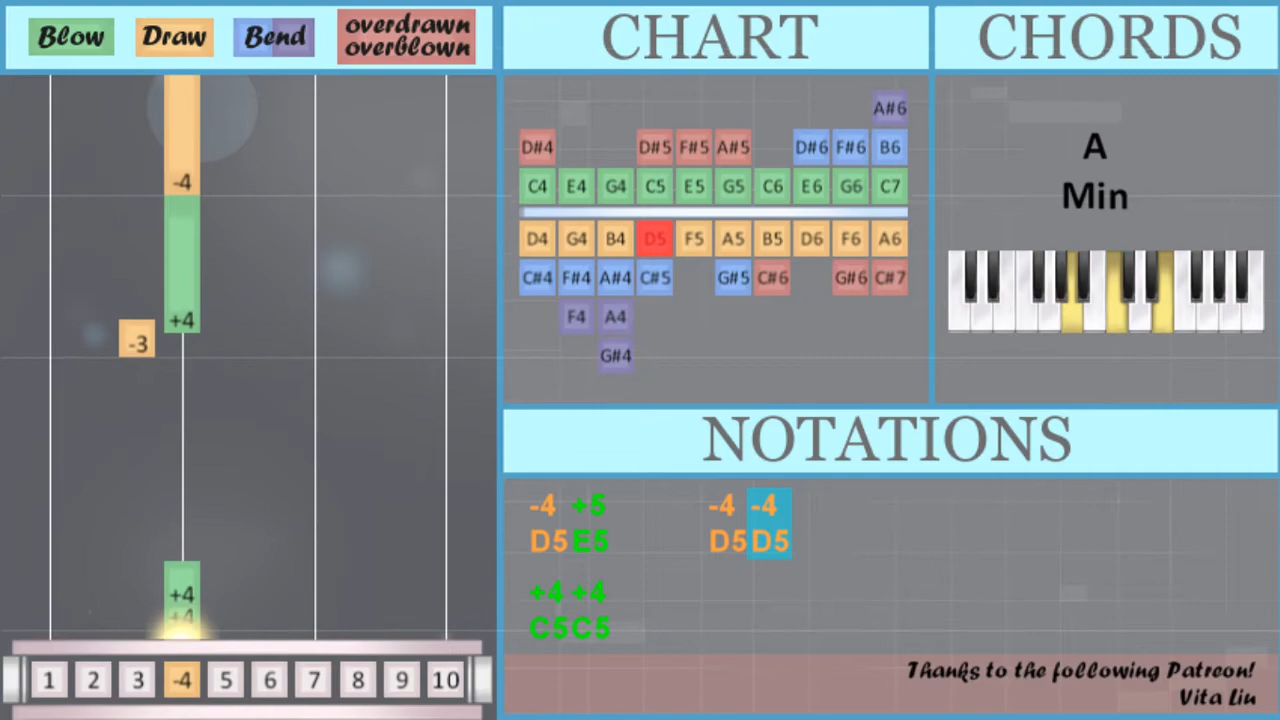 Blow Draw Bend overdrawn
overblown
CHART
CHORDS
-4
+4
-3
+4
+4
1 2 3 -4 5 6 7 8 9 10
A#6
D#4 D#5 F#5 A#5 D#6 F#6 B6
C4 E4 G4 C5 E5 G5 C6 E6 G6 C7
D4 G4 B4 D5 F5 A5 B5 D6 F6 A6
C#4 F#4 A#4 C#5 G#5 C#6 G#6 C#7
F4 A4
G#4
A
Min
NOTATIONS
-4 +5 -4 -4
D5 E5 D5 D5
+4 +4
C5 C5
Thanks to the following Patreon!
Vita Liu